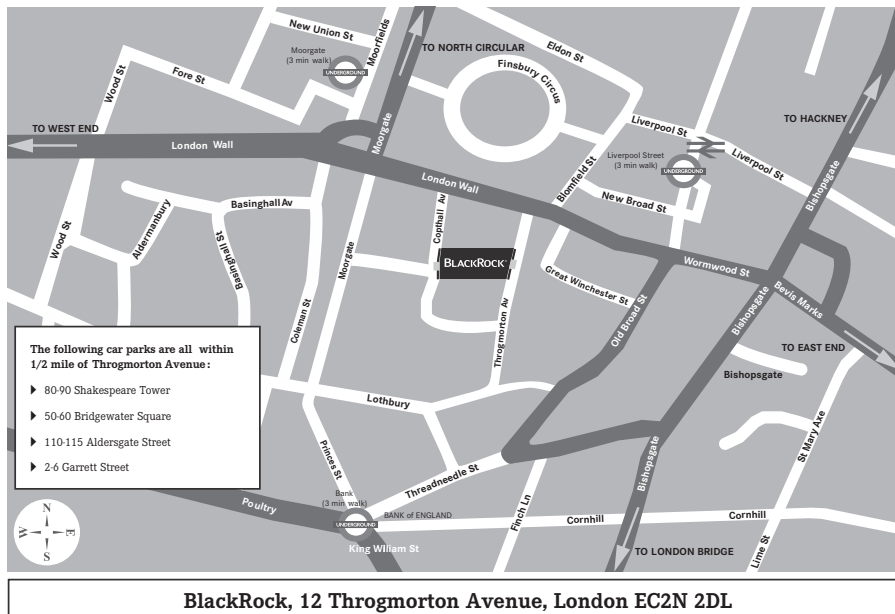 New Union St
Moorfields
Moorgate
(3 min walk)
UNDERGROUND
TO NORTH CIRCULAR
Eldon St
Finsbury Circus
Wood St
Fore St
TO WEST END
London Wall
Moorgate
London Wall
Liverpool St
Liverpool Street
(3 min walk)
UNDERGROUND
Liverpool St
TO HACKNEY
Bishopsgate
Blomfield St
New Broad St
Wood St
Aldermanbury
Basinghall Av
Basinghall St
Coleman St
Moorgate
Copthall Av
BLACKROCK
Throgmorton Av
Great Winchester St
Old Broad St
Wormwood St
Bishopsgate
Bevis Marks
TO EAST END
Bishopsgate
St Mary Axe
The following car parks are all within
1/2 mile of Throgmorton Avenue:
80-90 Shakespeare Tower
50-60 Bridgewater Square
110-115 Aldersgate Street
2-6 Garrett Street
Lothbury
Princes St
Threadneedle St
Bishopsgate
Poultry
Bank
(3 min walk)
UNDERGROUND
BANK of ENGLAND
King Wlliam St
Finch Ln
Cornhill
Cornhill
Lime St
TO LONDON BRIDGE
N
W
E
S
BlackRock, 12 Throgmorton Avenue, London EC2N 2DL